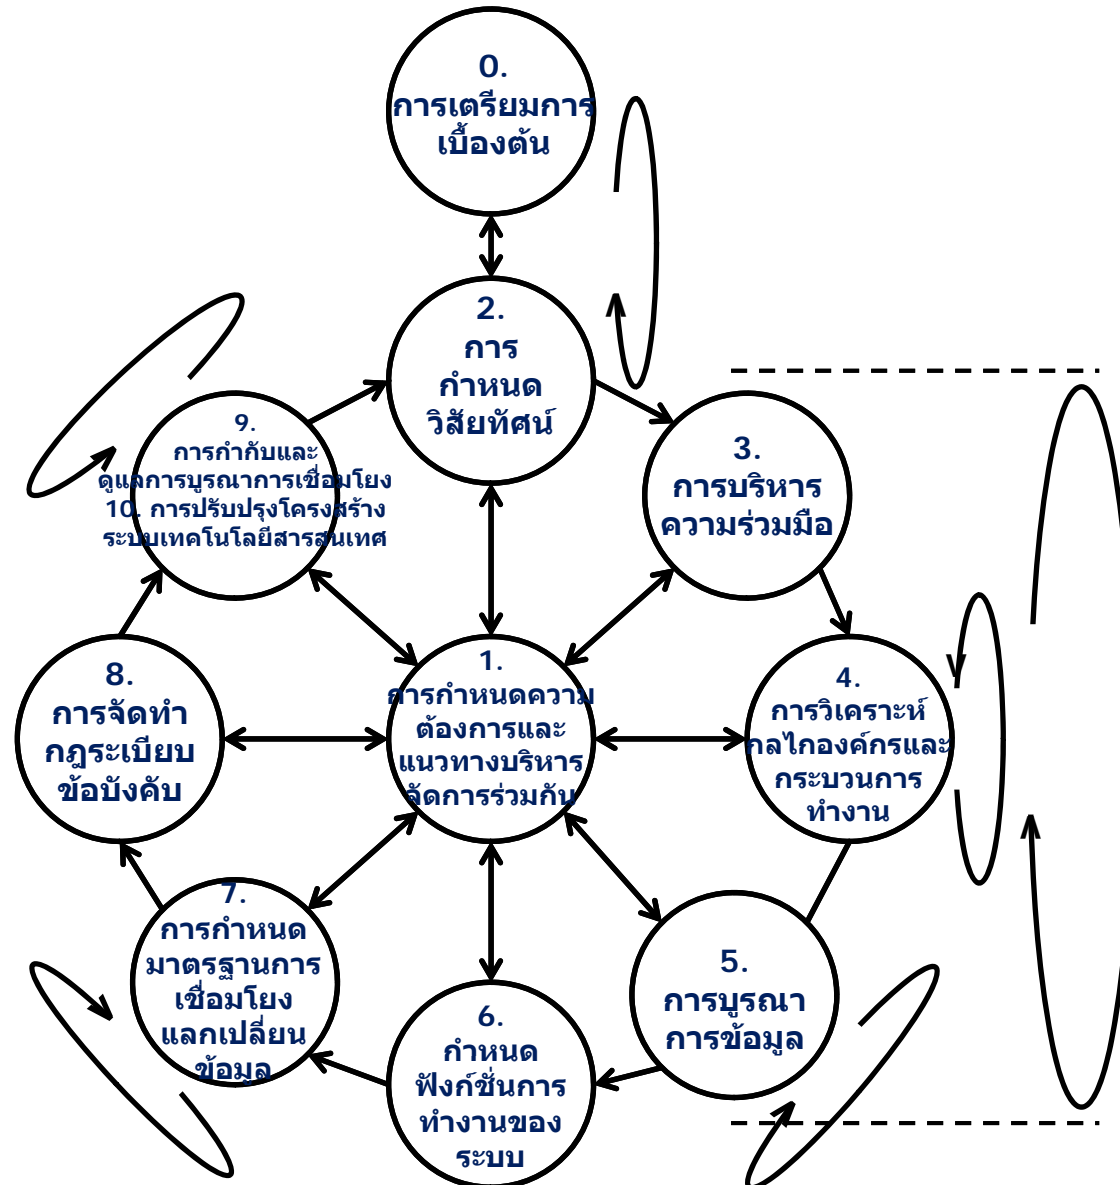 0.
การเตรียมการ
เบื้องต้น
2.
การ
กำหนด
วิสัยทัศน์
9.
การกำกับและ
ดูแลการบูรณาการเชื่อมโยง
10. การปรับปรุงโครงสร้าง
ระบบเทคโนโลยีสารสนเทศ
3.
การบริหาร
ความร่วมมือ
8.
การจัดทำ
กฎระเบียบ
ข้อบังคับ
1.
การกำหนดความ
ต้องการและ
แนวทางบริหาร
จัดการร่วมกัน
4.
การวิเคราะห์
กลไกองค์กรและ
กระบวนการ
ทำงาน
7.
การกำหนด
มาตรฐานการ
เชื่อมโยง
แลกเปลี่ยน
ข้อมูล
6.
กำหนด
ฟังก์ชั่นการ
ทำงานของ
ระบบ
5.
การบูรณา
การข้อมูล